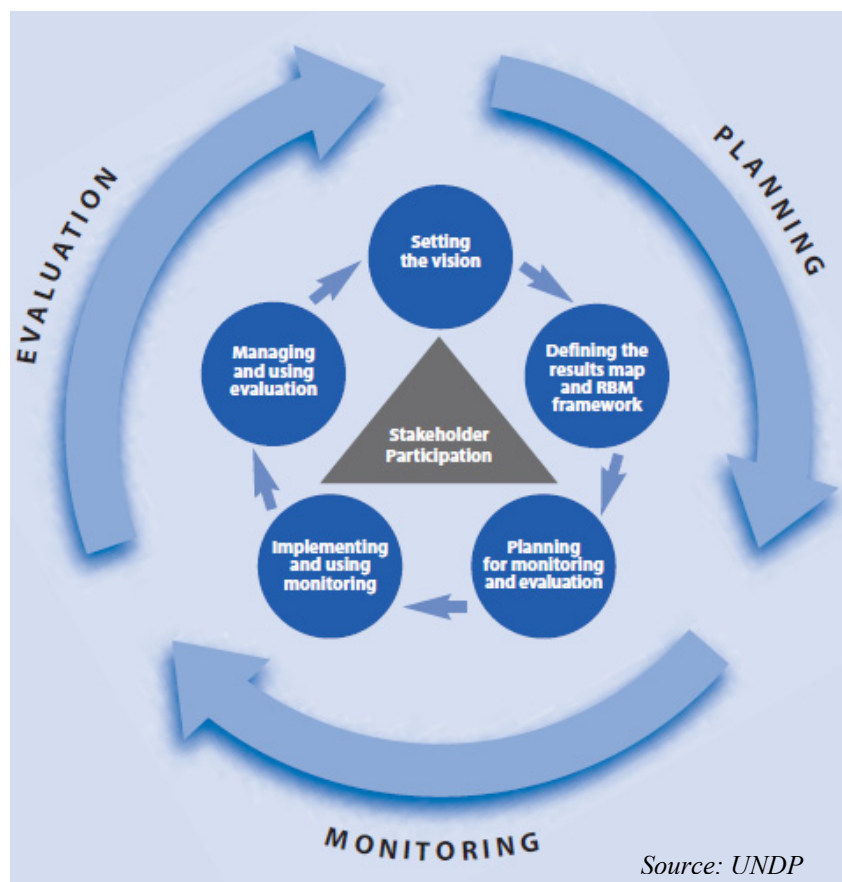 EVALUATION
PLANNING
Setting
the vision
Managing
and using
evaluation
Defining the
results map
and RBM
framework
Stakeholder
Participation
Implementing
and using
monitoring
Planning
for monitoring
and evaluation
MONITORING
Source: UNDP